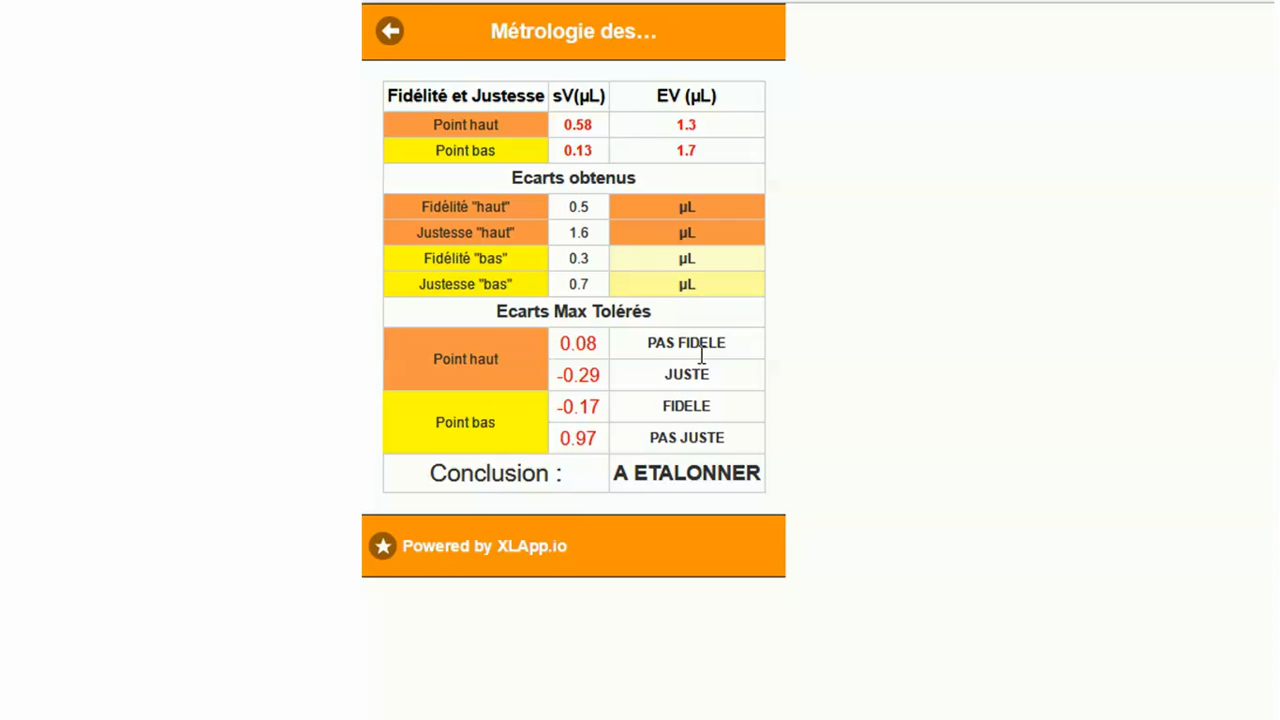 Métrologie des...
Fidélité et Justesse sV(µL) EV (µL)
Point haut 0.58 1.3
Point bas 0.13 1.7
Ecarts obtenus
Fidélité "haut" 0.5 µL
Justesse "haut" 1.6 µL
Fidélité "bas" 0.3 µL
Justesse "bas" 0.7 µL
Ecarts Max Tolérés
Point haut 0.08 PAS FIDELE
-0.29 JUSTE
Point bas -0.17 FIDELE
0.97 PAS JUSTE
Conclusion : A ETALONNER
Powered by XLApp.io